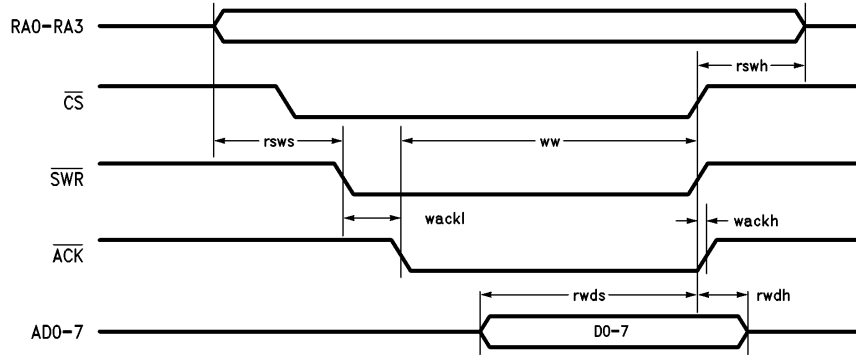 RA0-RA3
rswh
CS
rsws
ww
SWR
wackl
wackh
ACK
rwds
rwdh
AD0-7
D0-7